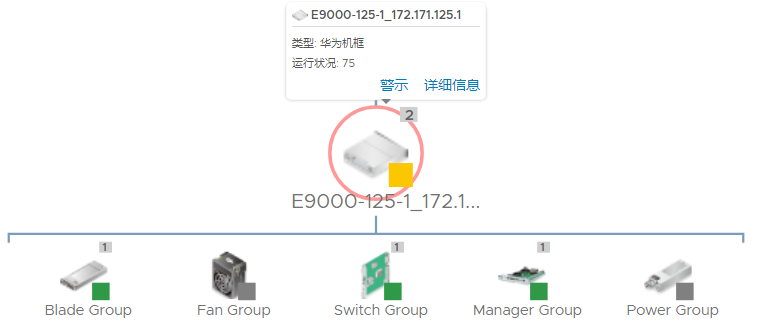 E9000-125-1_172.171.125.1
类型: 华为机框
运行状况: 75
警示 详细信息
2
E9000-125-1_172.1...
1 1 1
Blade Group Fan Group Switch Group Manager Group Power Group